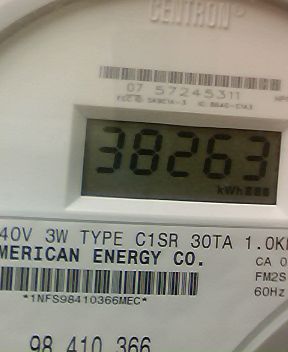 CENTRON®
07 57245311
38263
kWh
40V 3W TYPE C1SR 30TA 1.0K
MERICAN ENERGY CO.
CA 0
FM2S
60Hz
*1NFS98410366MEC*
98 410 366